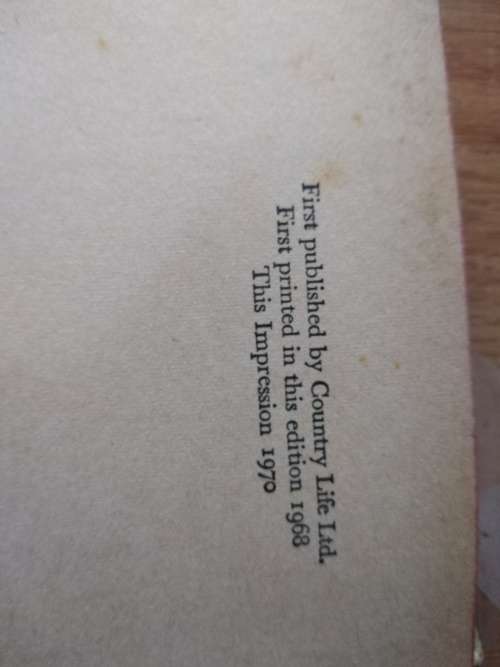 First published by Country Life Ltd.
First printed in this edition 1968
This Impression 1970